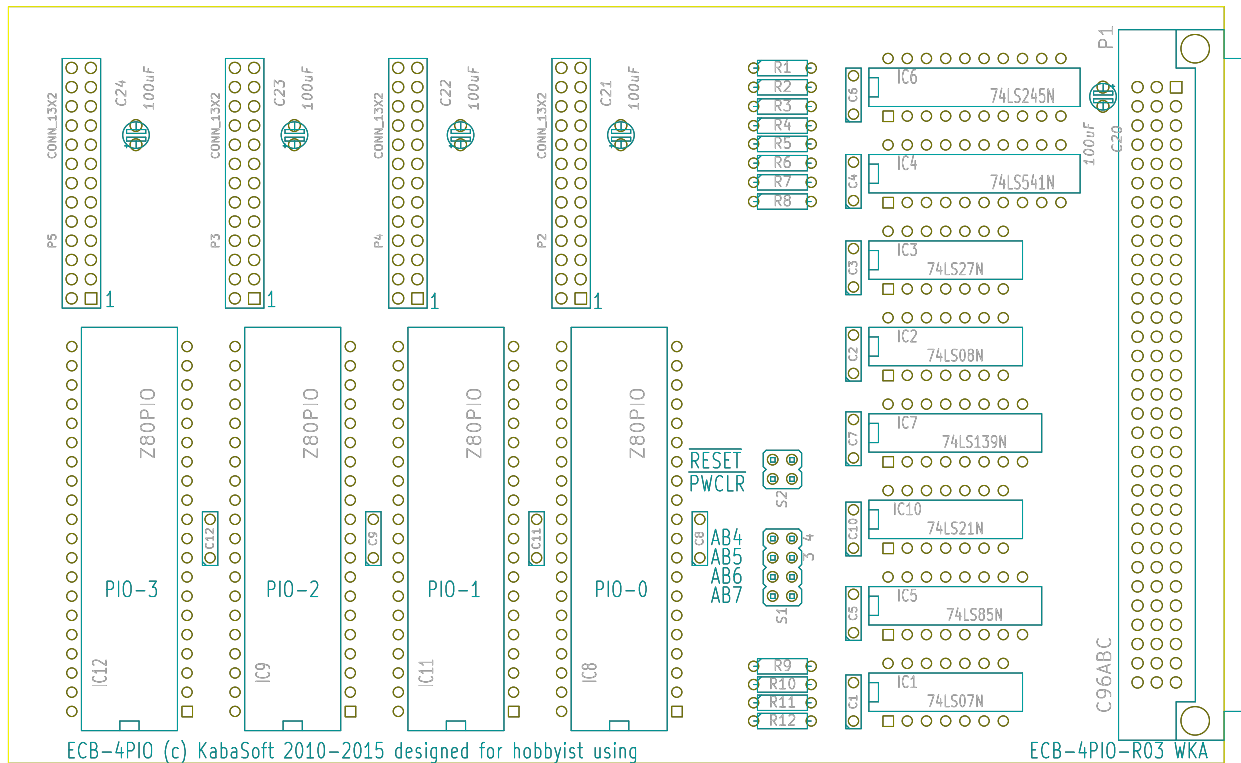 P1
C24
100uF
C23
100uF
C22
100uF
C21
100uF
CONN_13X2
CONN_13X2
CONN_13X2
CONN_13X2
P5
P3
P4
P2
1
1
1
1
R1
R2
R3
R4
R5
R6
R7
R8
C6
IC6
74LS245N
100uF
C20
C4
IC4
74LS541N
C3
IC3
74LS27N
C2
IC2
74LS08N
C7
IC7
74LS139N
C10
IC10
74LS21N
C5
IC5
74LS85N
C1
IC1
74LS07N
C96ABC
Z80PIO
Z80PIO
Z80PIO
Z80PIO
RESET
PWCLR
S2
AB4
AB5
AB6
AB7
4
3
S1
C12
C9
C11
C8
PIO-3
PIO-2
PIO-1
PIO-0
IC12
IC9
IC11
IC8
R9
R10
R11
R12
ECB-4PIO (c) KabaSoft 2010-2015 designed for hobbyist using
ECB-4PIO-R03 WKA